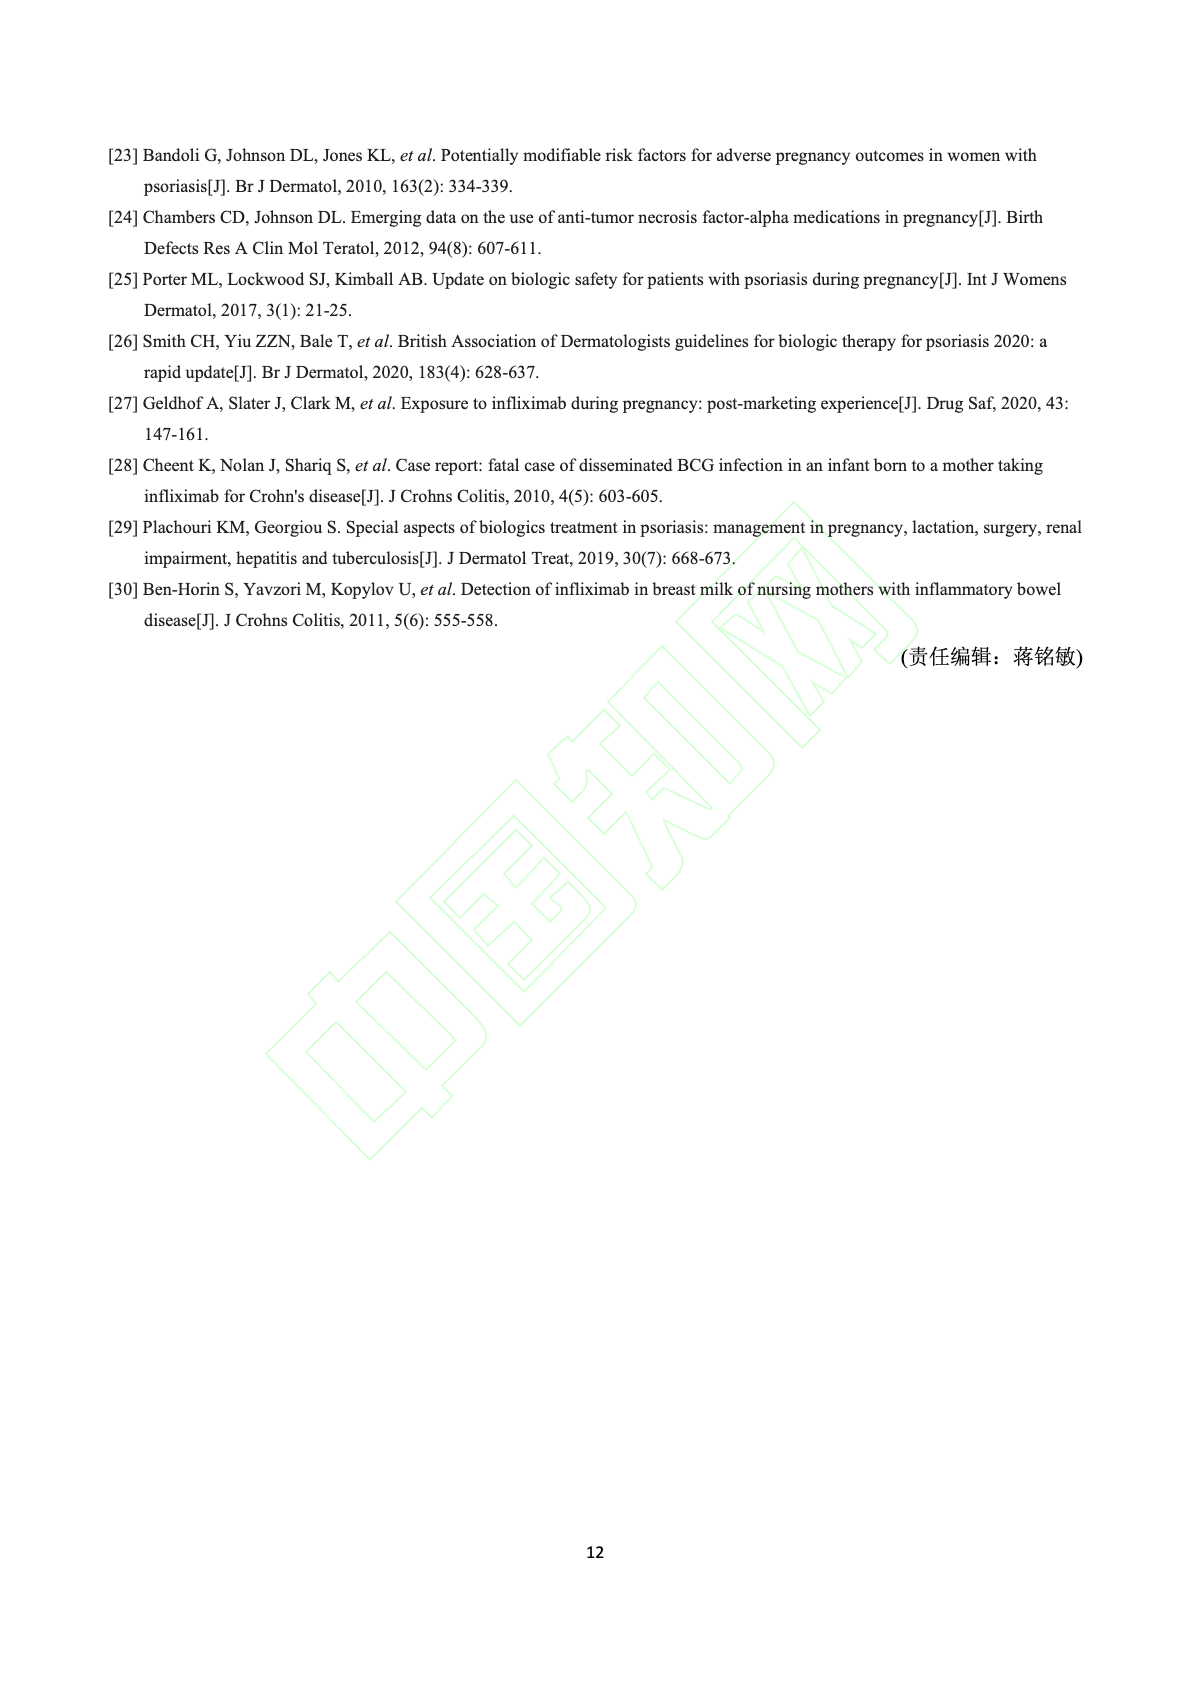 [23] Bandoli G, Johnson DL, Jones KL, et al. Potentially modifiable risk factors for adverse pregnancy outcomes in women with
psoriasis[J]. Br J Dermatol, 2010, 163(2): 334-339.
[24] Chambers CD, Johnson DL. Emerging data on the use of anti-tumor necrosis factor-alpha medications in pregnancy[J]. Birth
Defects Res A Clin Mol Teratol, 2012, 94(8): 607-611.
[25] Porter ML, Lockwood SJ, Kimball AB. Update on biologic safety for patients with psoriasis during pregnancy[J]. Int J Womens
Dermatol, 2017, 3(1): 21-25.
[26] Smith CH, Yiu ZZN, Bale T, et al. British Association of Dermatologists guidelines for biologic therapy for psoriasis 2020: a
rapid update[J]. Br J Dermatol, 2020, 183(4): 628-637.
[27] Geldhof A, Slater J, Clark M, et al. Exposure to infliximab during pregnancy: post-marketing experience[J]. Drug Saf, 2020, 43:
147-161.
[28] Cheent K, Nolan J, Shariq S, et al. Case report: fatal case of disseminated BCG infection in an infant born to a mother taking
infliximab for Crohn's disease[J]. J Crohns Colitis, 2010, 4(5): 603-605.
[29] Plachouri KM, Georgiou S. Special aspects of biologics treatment in psoriasis: management in pregnancy, lactation, surgery, renal
impairment, hepatitis and tuberculosis[J]. J Dermatol Treat, 2019, 30(7): 668-673.
[30] Ben-Horin S, Yavzori M, Kopylov U, et al. Detection of infliximab in breast milk of nursing mothers with inflammatory bowel
disease[J]. J Crohns Colitis, 2011, 5(6): 555-558.
(责任编辑：蒋铭敏)
中国知网
12